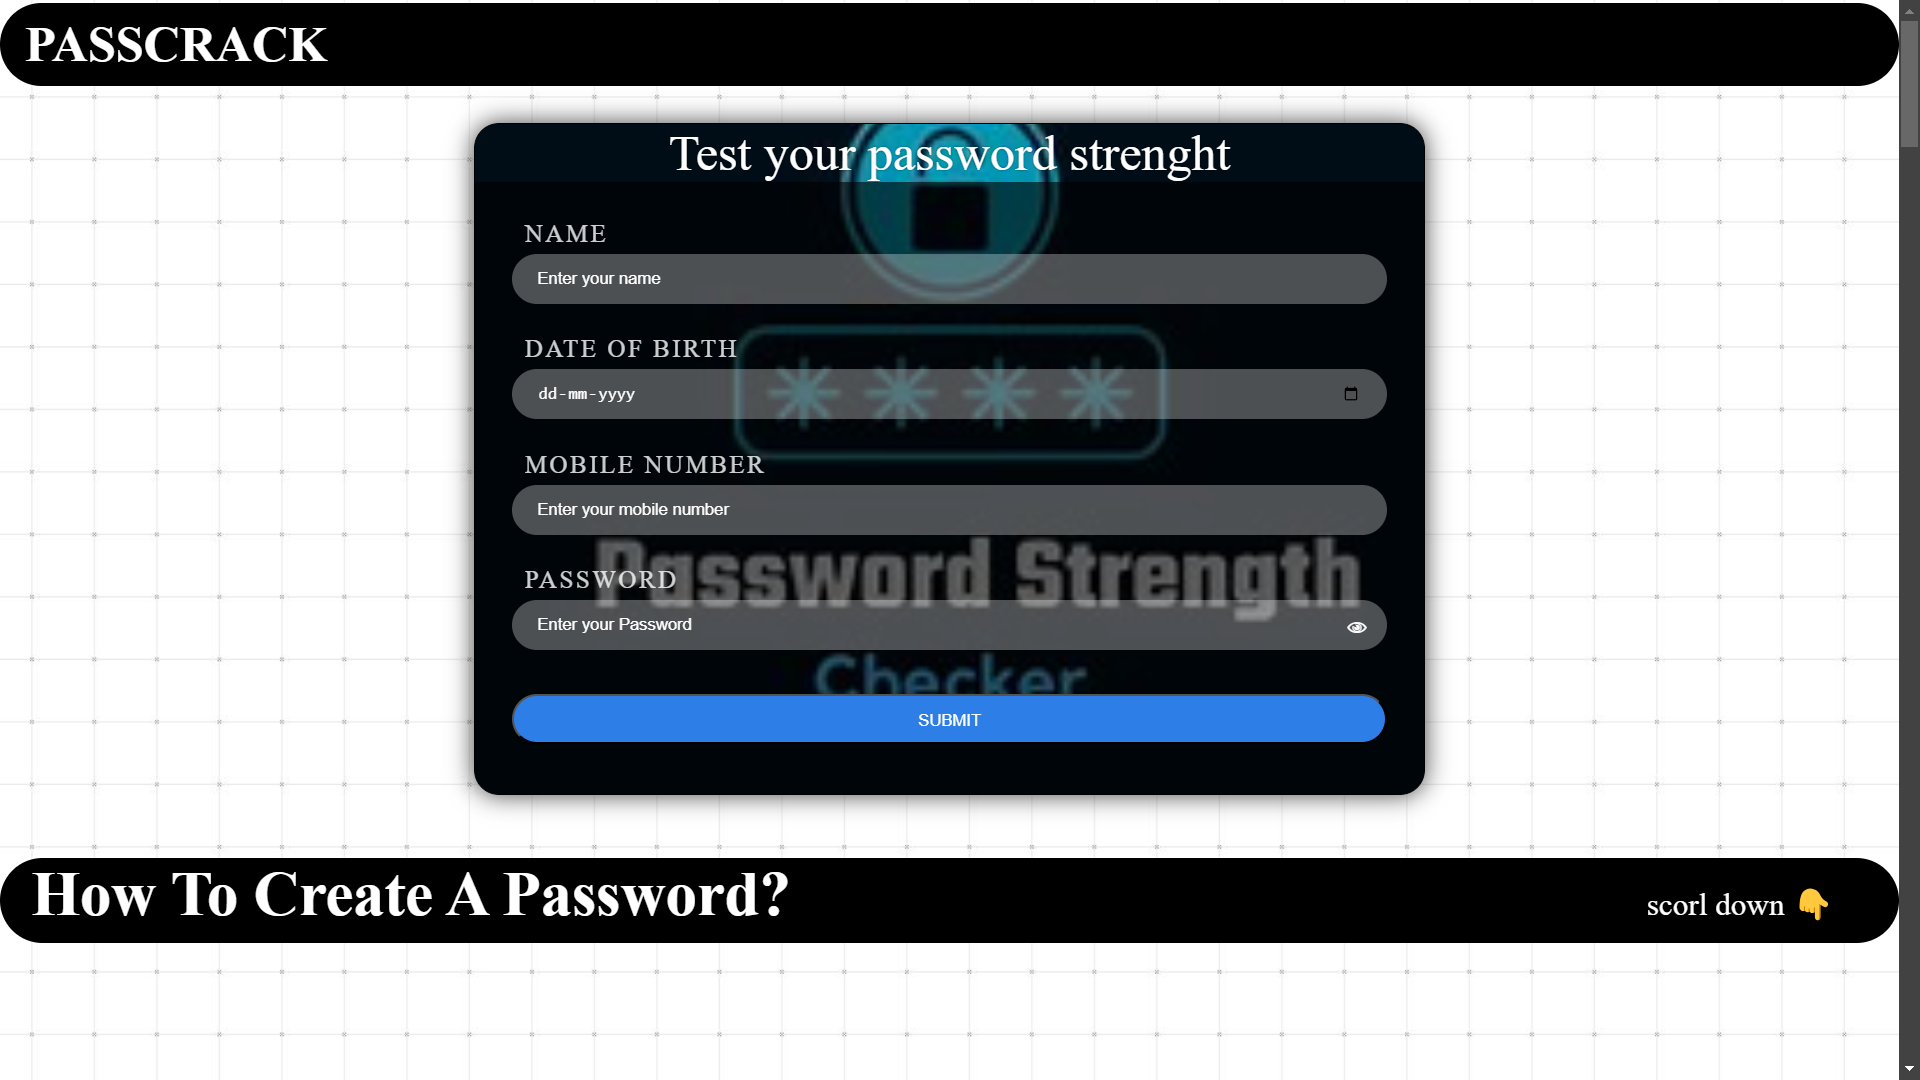 PASSCRACK
Test your password strenght
NAME
Enter your name
DATE OF BIRTH
dd-mm-yyyy
* * * *
MOBILE NUMBER
Enter your mobile number
Password Strength
PASSWORD
Enter your Password
Checker
SUBMIT
How To Create A Password?
scorl down 👇